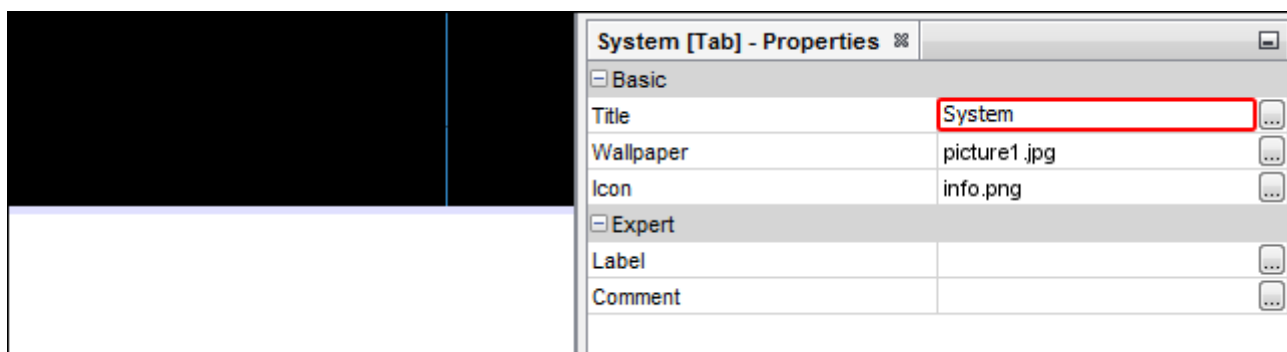 System [Tab] - Properties
Basic
Title System ...
Wallpaper picture1.jpg ...
Icon info.png ...
Expert
Label ...
Comment ...